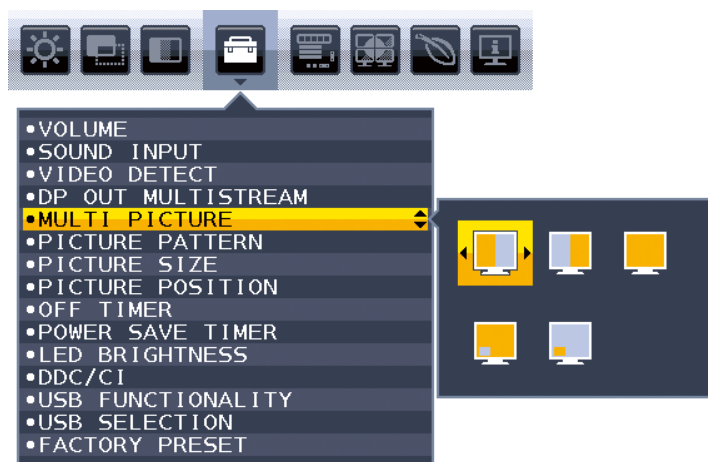 •VOLUME
•SOUND INPUT
•VIDEO DETECT
•DP OUT MULTISTREAM
•MULTI PICTURE
•PICTURE PATTERN
•PICTURE SIZE
•PICTURE POSITION
•OFF TIMER
•POWER SAVE TIMER
•LED BRIGHTNESS
•DDC/CI
•USB FUNCTIONALITY
•USB SELECTION
•FACTORY PRESET